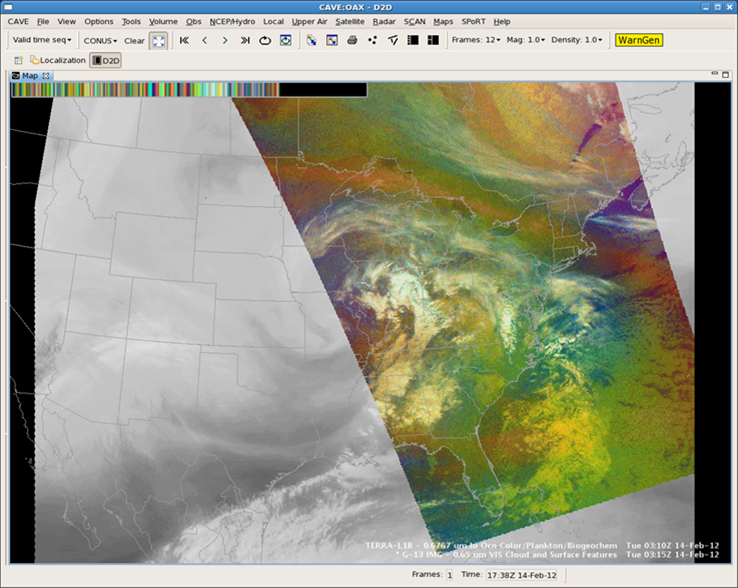 CAVE:OAX - D2D
CAVE File View Options Tools Volume Obs NCEP/Hydro Local Upper Air Satellite Radar SCAN Maps SPoRT Help
Valid time seq CONUS Clear Frames: 12 Mag: 1.0 Density: 1.0 WarnGen
Localization D2D
Map
TERRA-L1B - 0.6767 um Hi Ocn Color/Plankton/Biogeochem Tue 03:10Z 14-Feb-12
* G-13 IMG - 0.65 um VIS Cloud and Surface Features Tue 03:15Z 14-Feb-12
Frames: 1 Time: 17:38Z 14-Feb-12